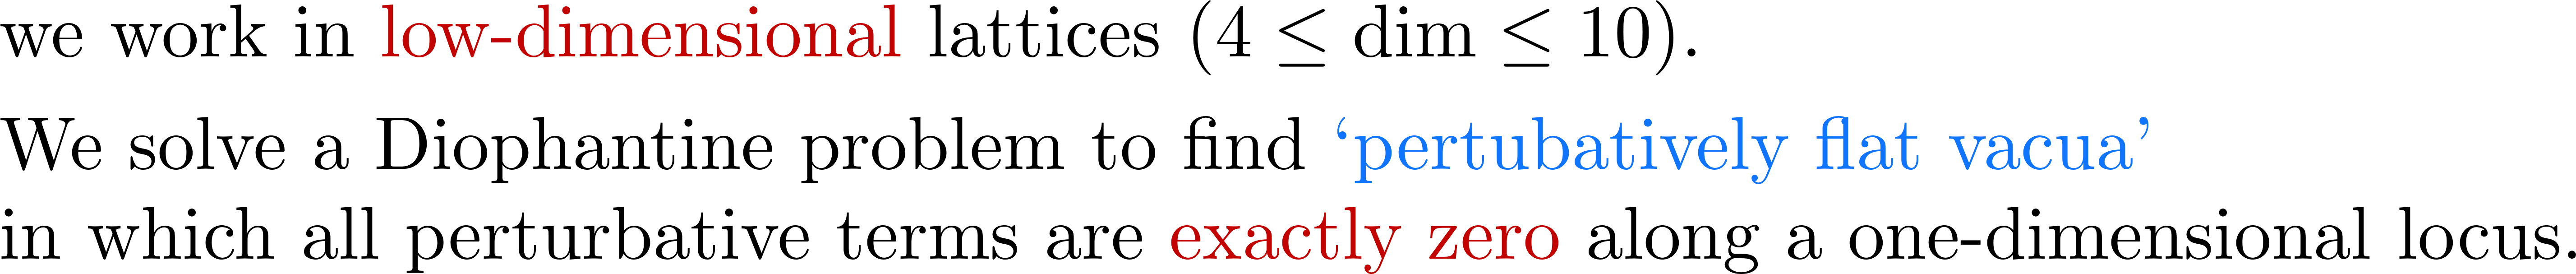 we work in low-dimensional lattices (4 ≤ dim ≤ 10).
We solve a Diophantine problem to find ‘pertubatively flat vacua’
in which all perturbative terms are exactly zero along a one-dimensional locus.